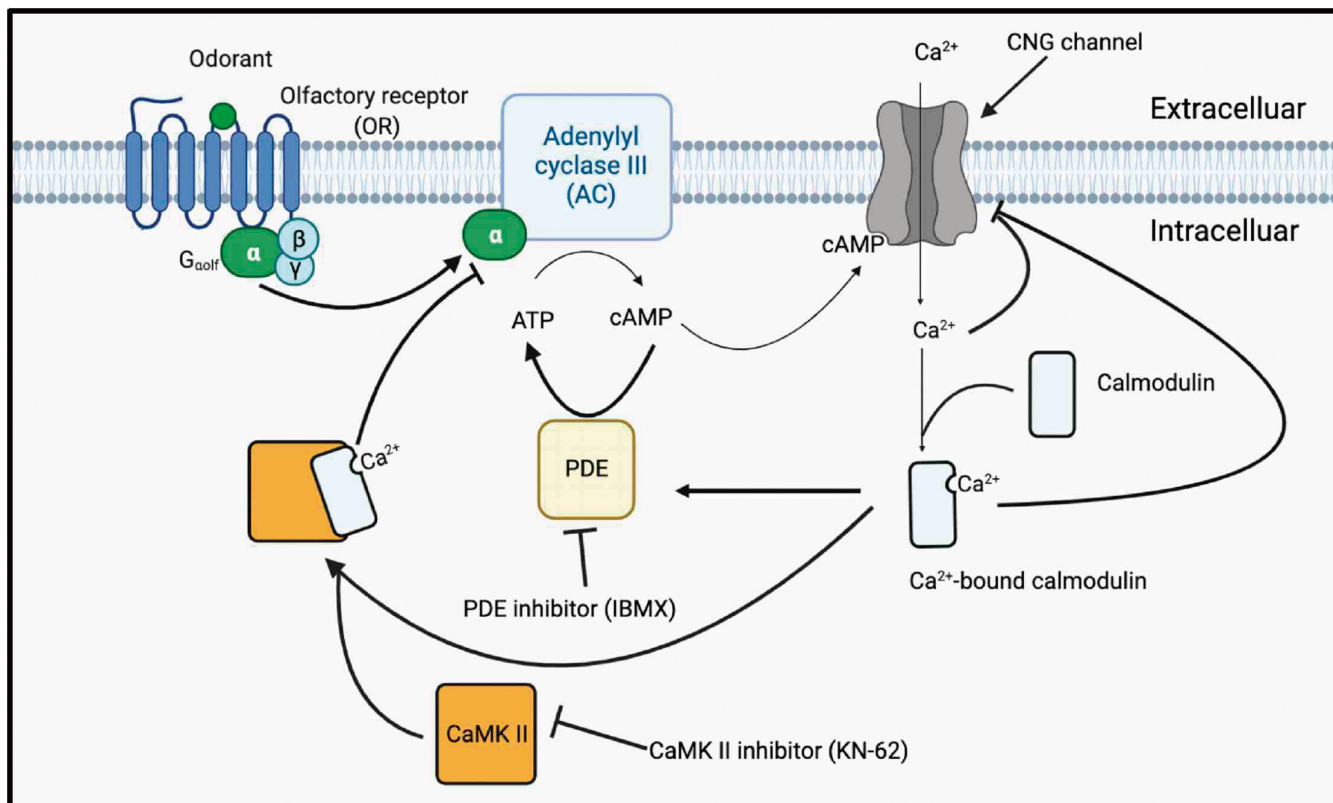 Odorant
Olfactory receptor
(OR)
Adenylyl
cyclase III
(AC)
Ca²⁺
CNG channel
Extracelluar
Intracelluar
α
β
γ
Gαolf
α
cAMP
ATP
cAMP
Ca²⁺
Calmodulin
Ca²⁺
PDE
Ca²⁺
Ca²⁺-bound calmodulin
PDE inhibitor (IBMX)
CaMK II
CaMK II inhibitor (KN-62)